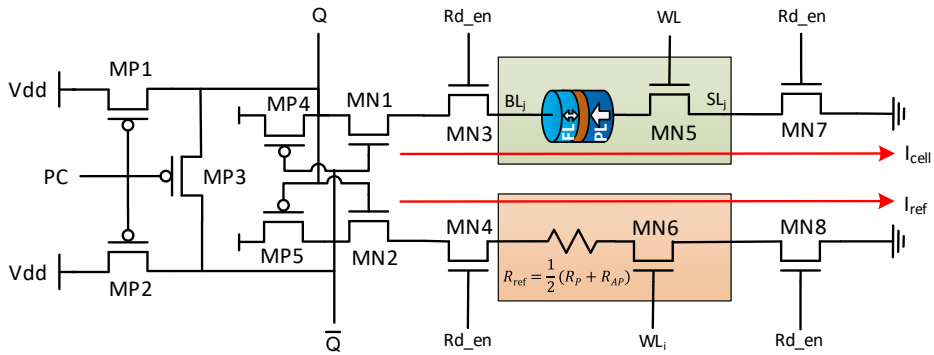 Q
Rd_en
WL
Rd_en
Vdd
MP1
MP4
MN1
MN3
BLj
FL
PL
MN5
SLj
MN7
PC
MP3
Icell
Iref
MP5
MN2
MN4
MN6
MN8
Rref = 1/2 (RP + RAP)
Vdd
MP2
Q̅
Rd_en
WLi
Rd_en